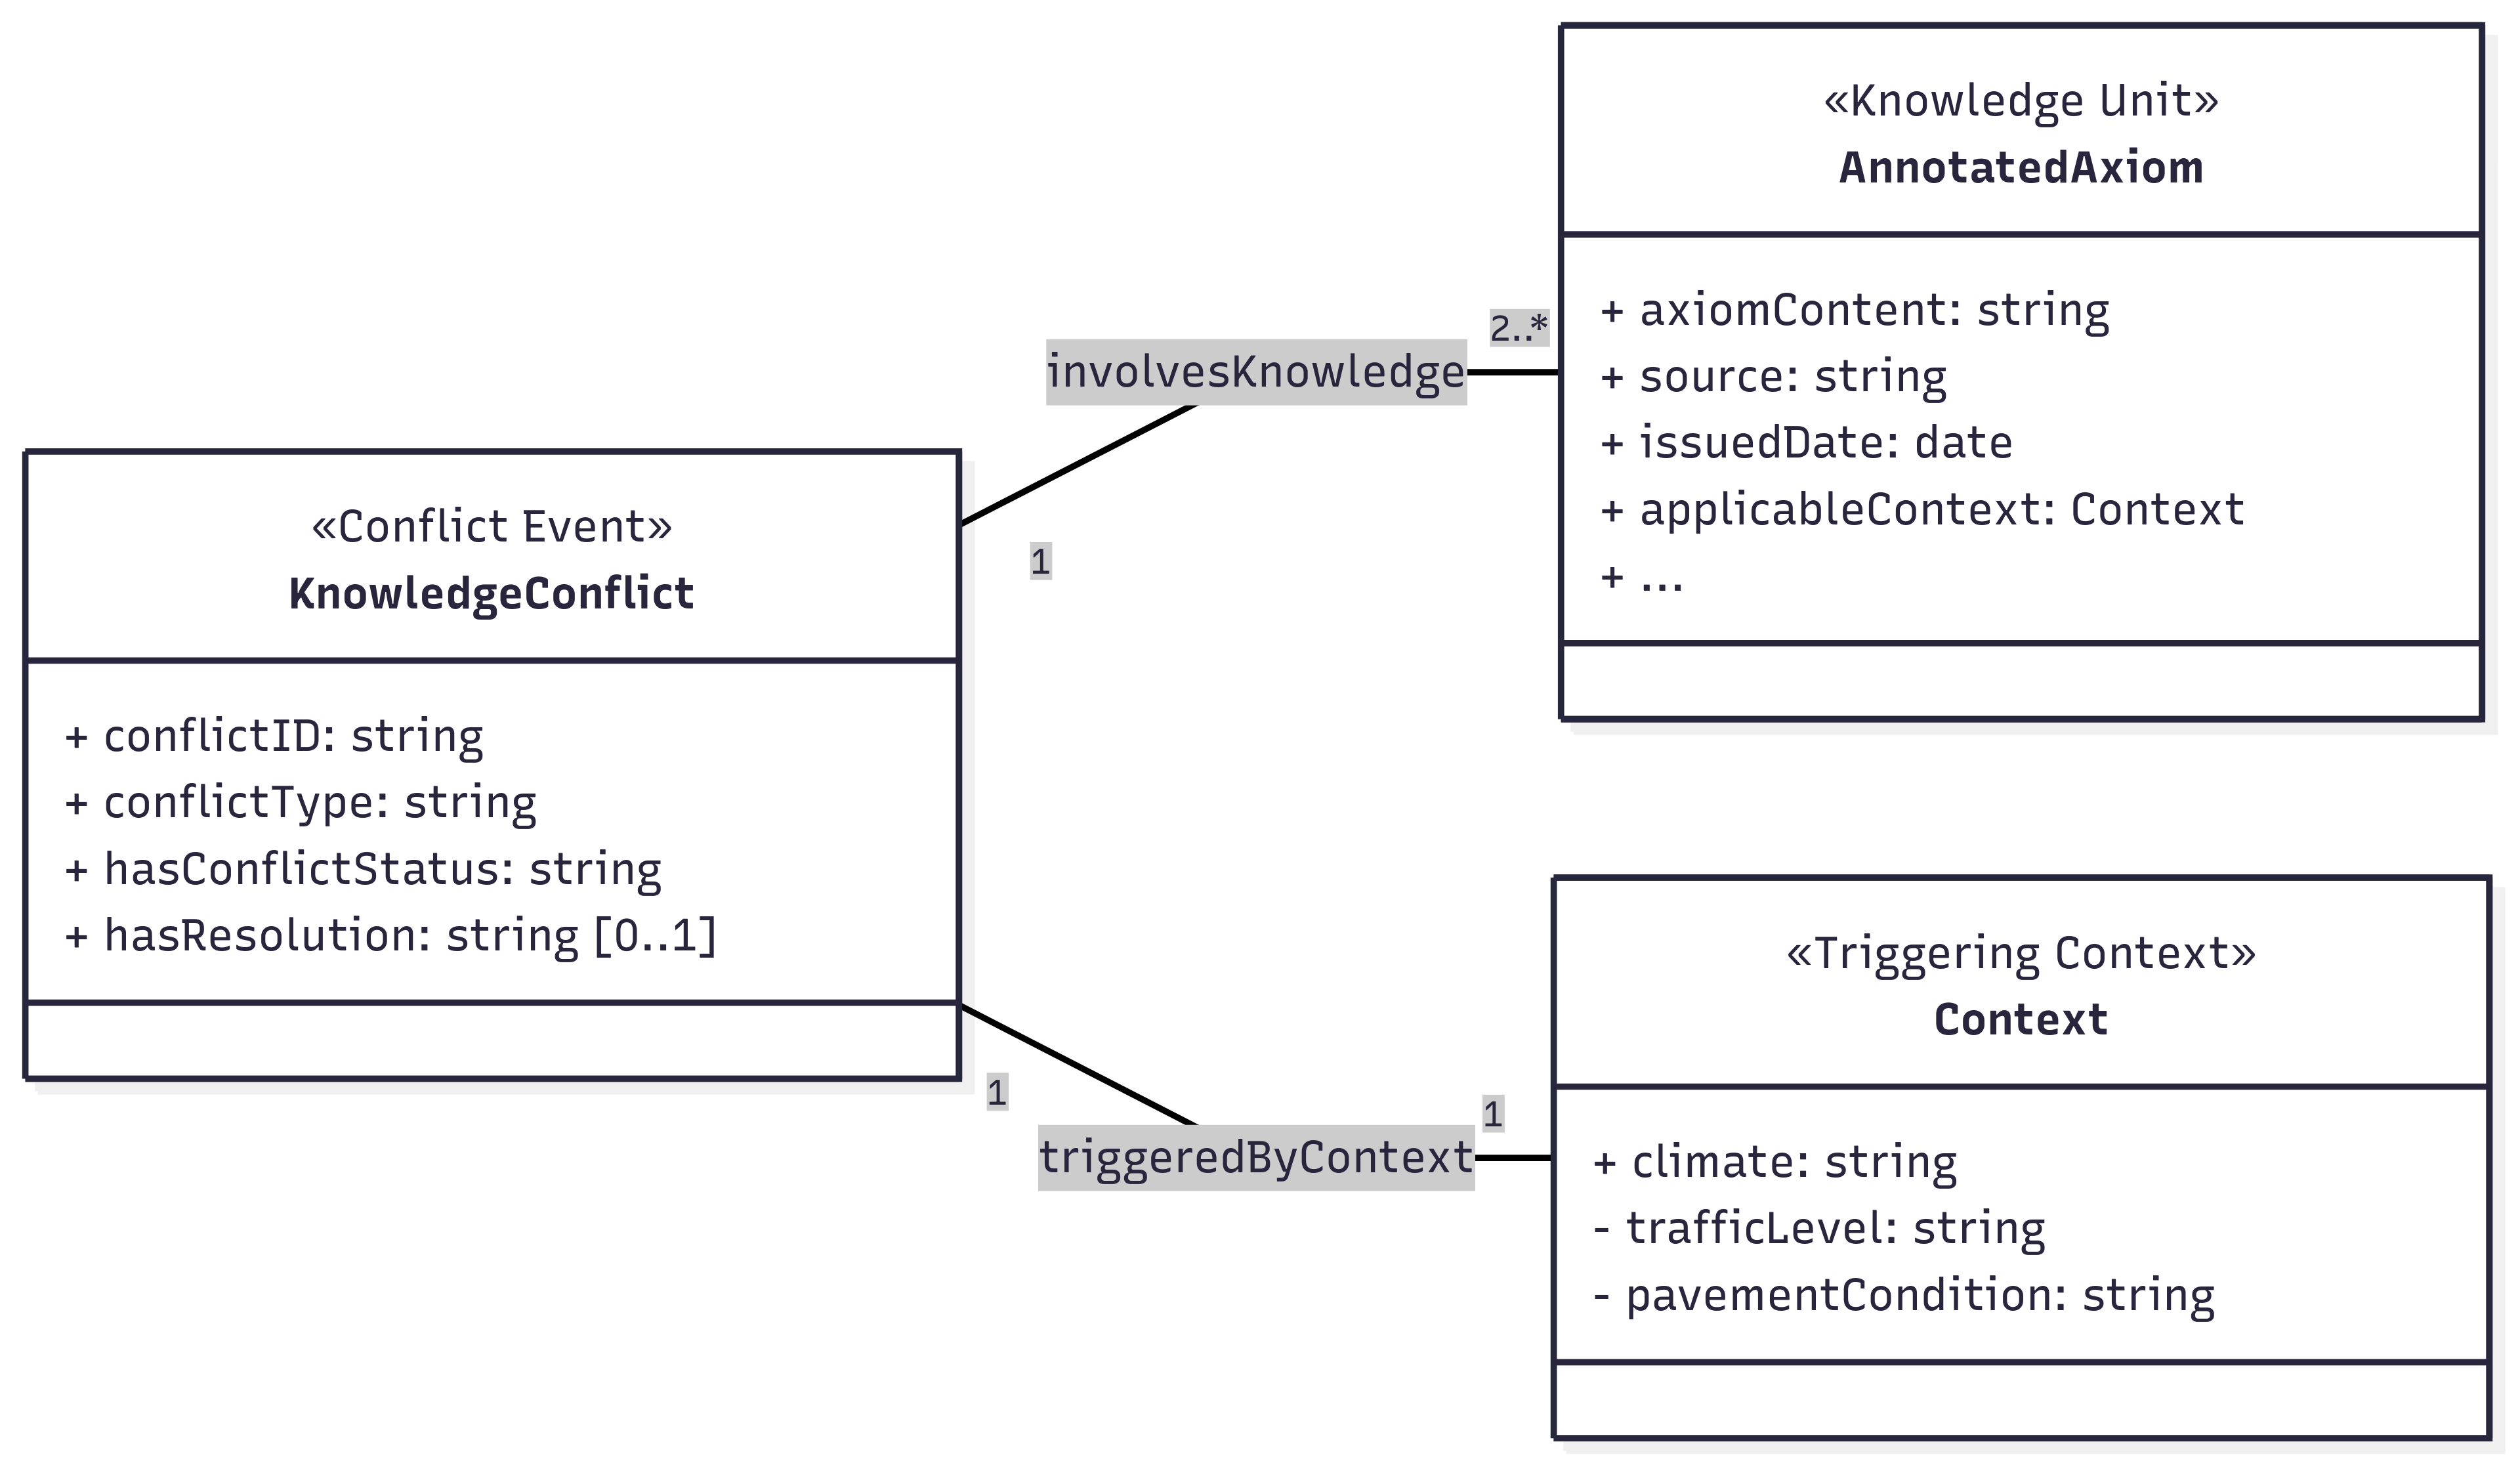 «Knowledge Unit»
AnnotatedAxiom
+ axiomContent: string
+ source: string
+ issuedDate: date
+ applicableContext: Context
+ ...
2..*
involvesKnowledge
1
«Conflict Event»
KnowledgeConflict
+ conflictID: string
+ conflictType: string
+ hasConflictStatus: string
+ hasResolution: string [0..1]
1
triggeredByContext
1
«Triggering Context»
Context
+ climate: string
- trafficLevel: string
- pavementCondition: string